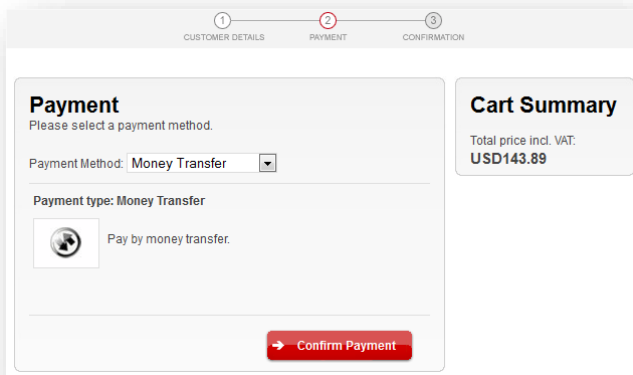 1 2 3
CUSTOMER DETAILS PAYMENT CONFIRMATION
Payment
Please select a payment method.
Payment Method: Money Transfer
Payment type: Money Transfer
Pay by money transfer.
Confirm Payment
Cart Summary
Total price incl. VAT:
USD143.89